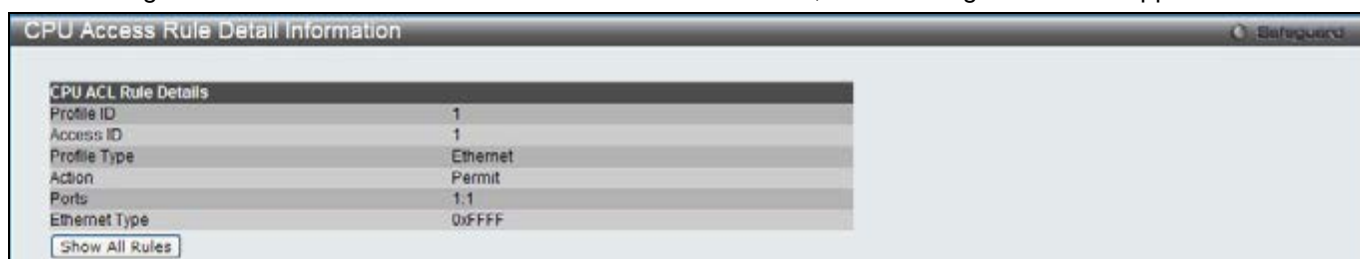 CPU Access Rule Detail Information
Safeguard
CPU ACL Rule Details
Profile ID 1
Access ID 1
Profile Type Ethernet
Action Permit
Ports 1:1
Ethernet Type 0xFFFF
Show All Rules